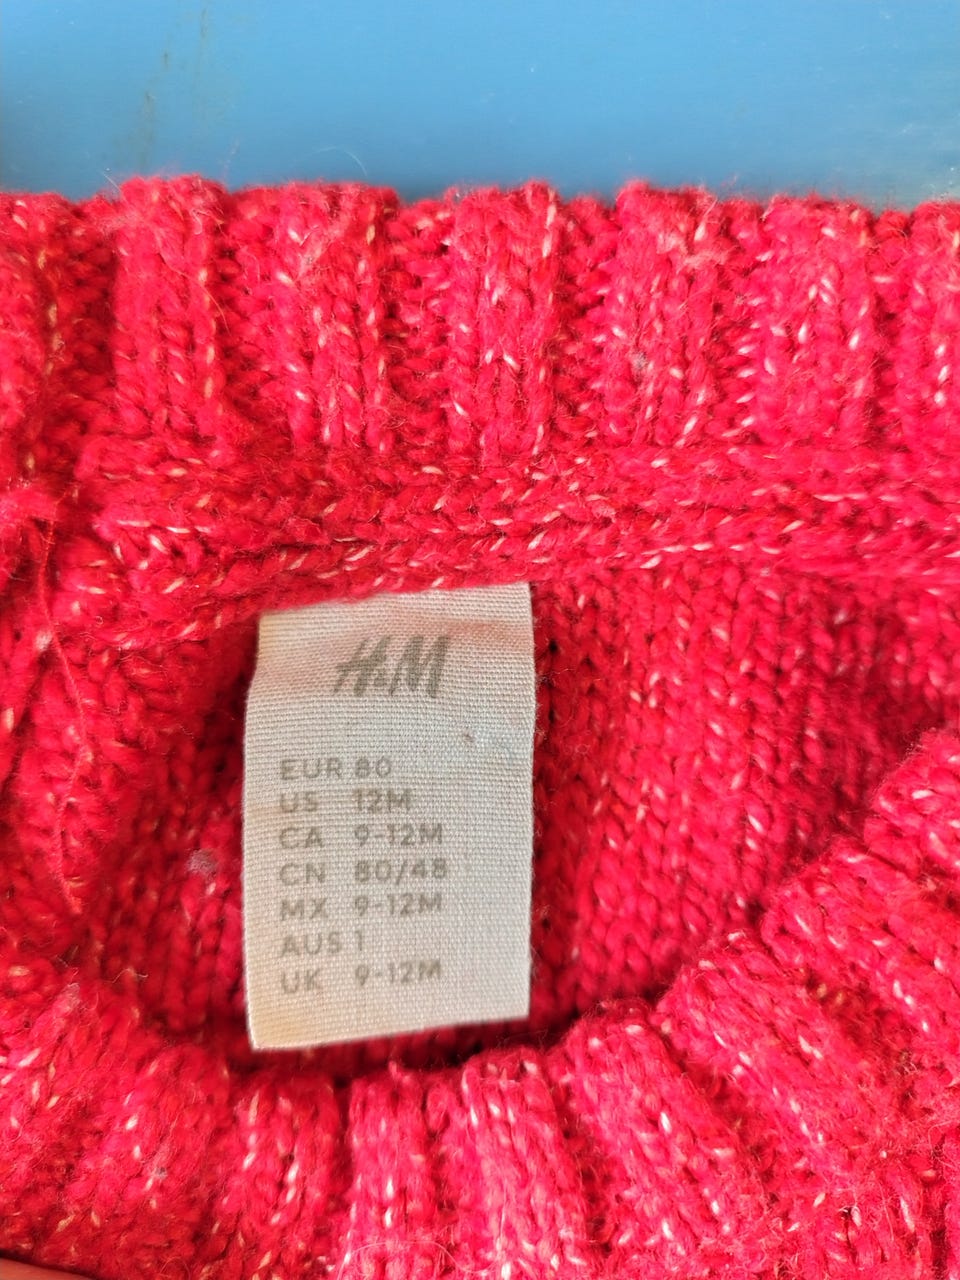 H&M
EUR 80
US 12M
CA 9-12M
CN 80/48
MX 9-12M
AUS 1
UK 9-12M